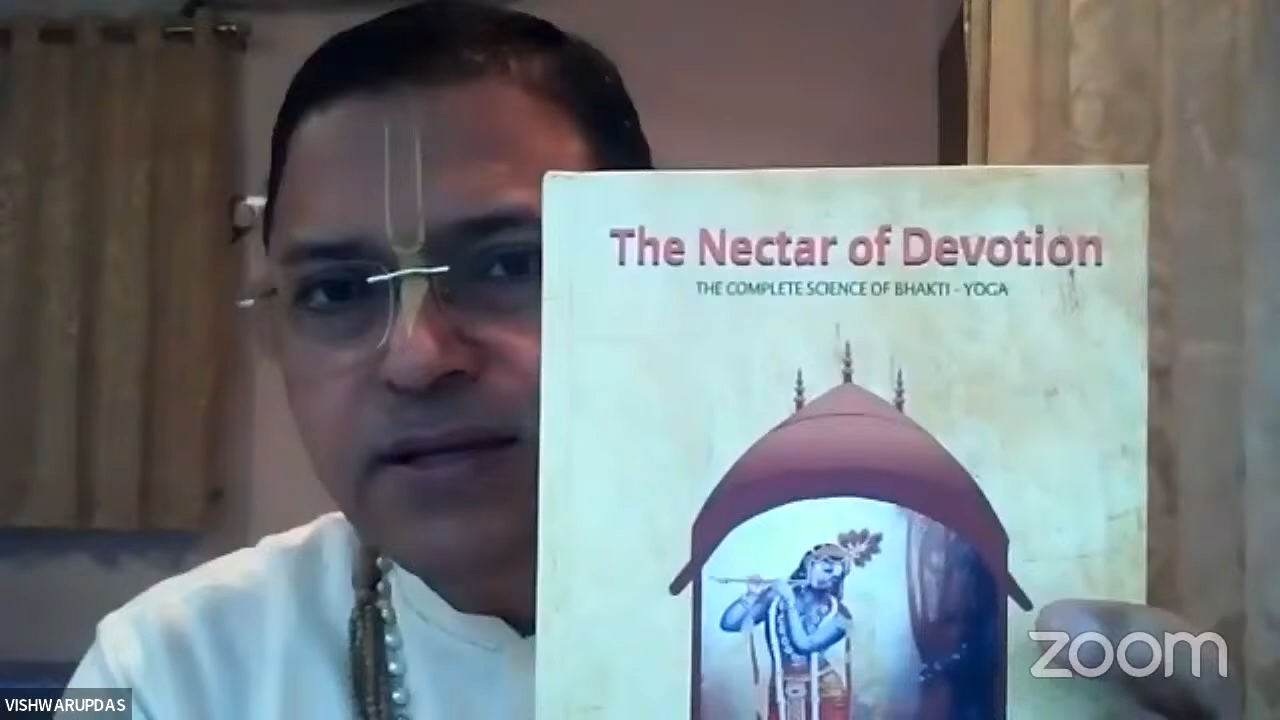 The Nectar of Devotion
THE COMPLETE SCIENCE OF BHAKTI - YOGA
zoom
VISHWARUPDAS